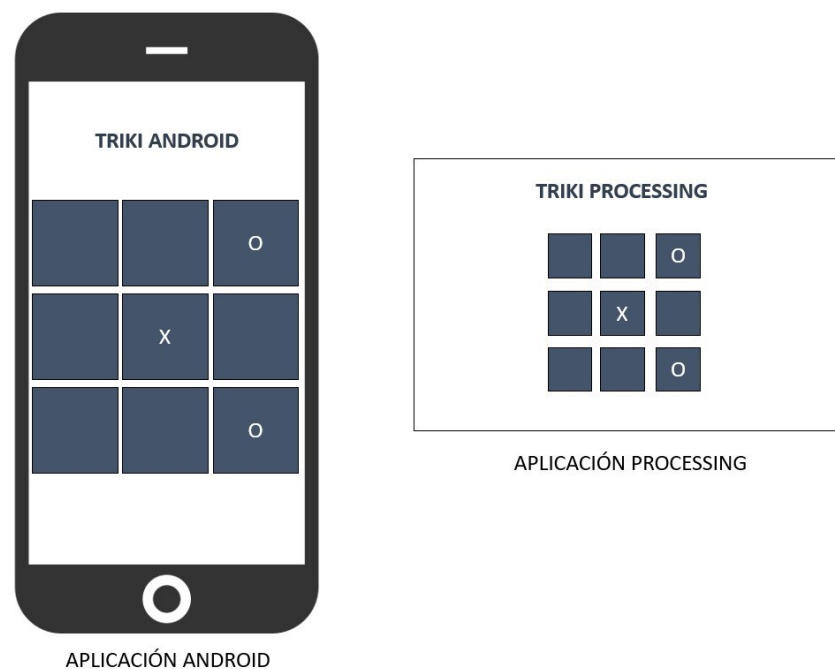 TRIKI ANDROID
O
X
O
APLICACIÓN ANDROID
TRIKI PROCESSING
O
X
O
APLICACIÓN PROCESSING